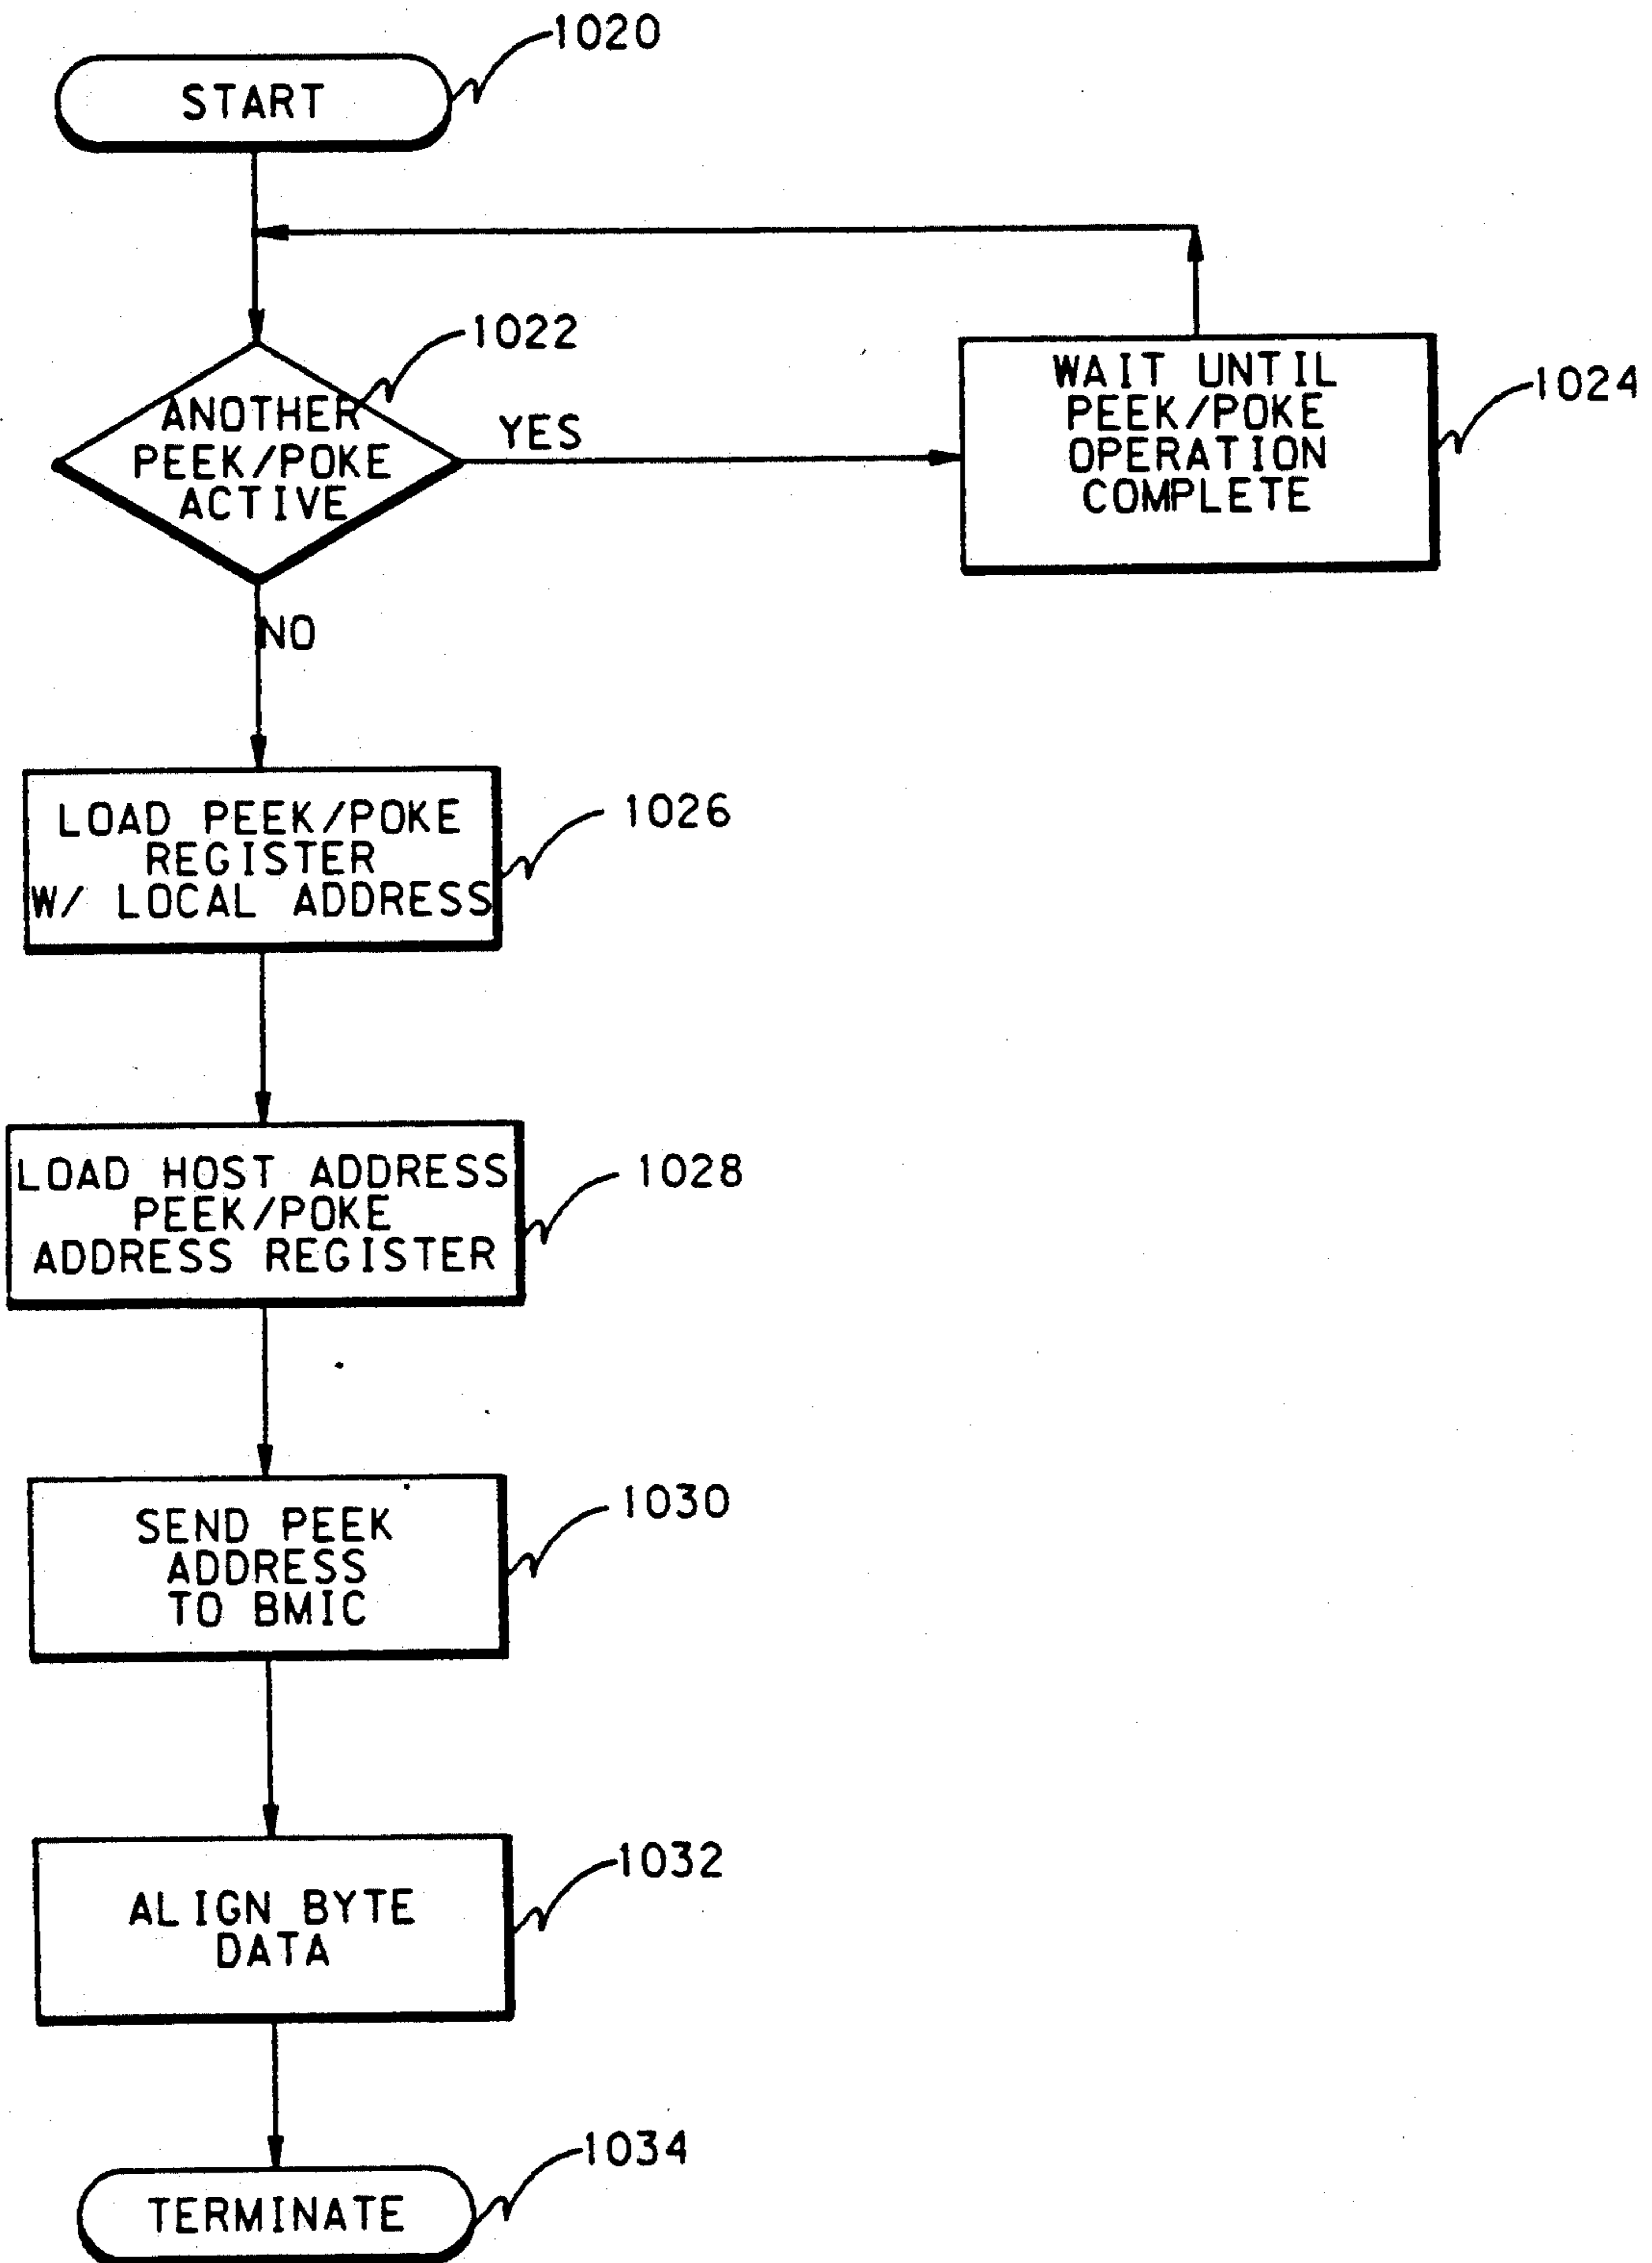 1020
START
1022
ANOTHER
PEEK/POKE
ACTIVE
YES
WAIT UNTIL
PEEK/POKE
OPERATION
COMPLETE
1024
NO
LOAD PEEK/POKE
REGISTER
W/ LOCAL ADDRESS
1026
LOAD HOST ADDRESS
PEEK/POKE
ADDRESS REGISTER
1028
SEND PEEK
ADDRESS
TO BMIC
1030
ALIGN BYTE
DATA
1032
TERMINATE
1034